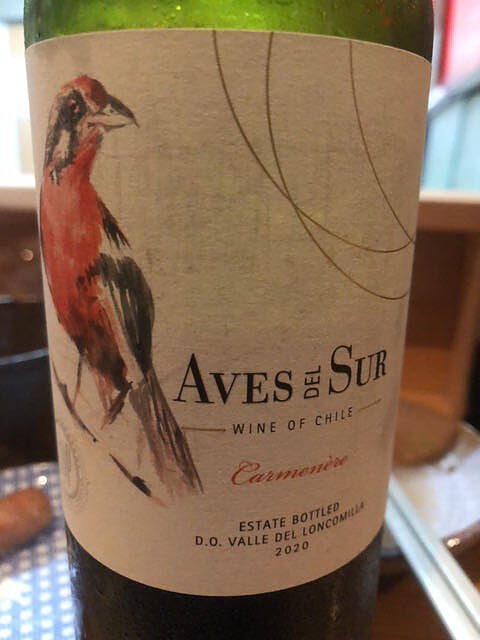 AVES DEL SUR
WINE OF CHILE
Carmenère
ESTATE BOTTLED
D.O. VALLE DEL LONCOMILLA
2020